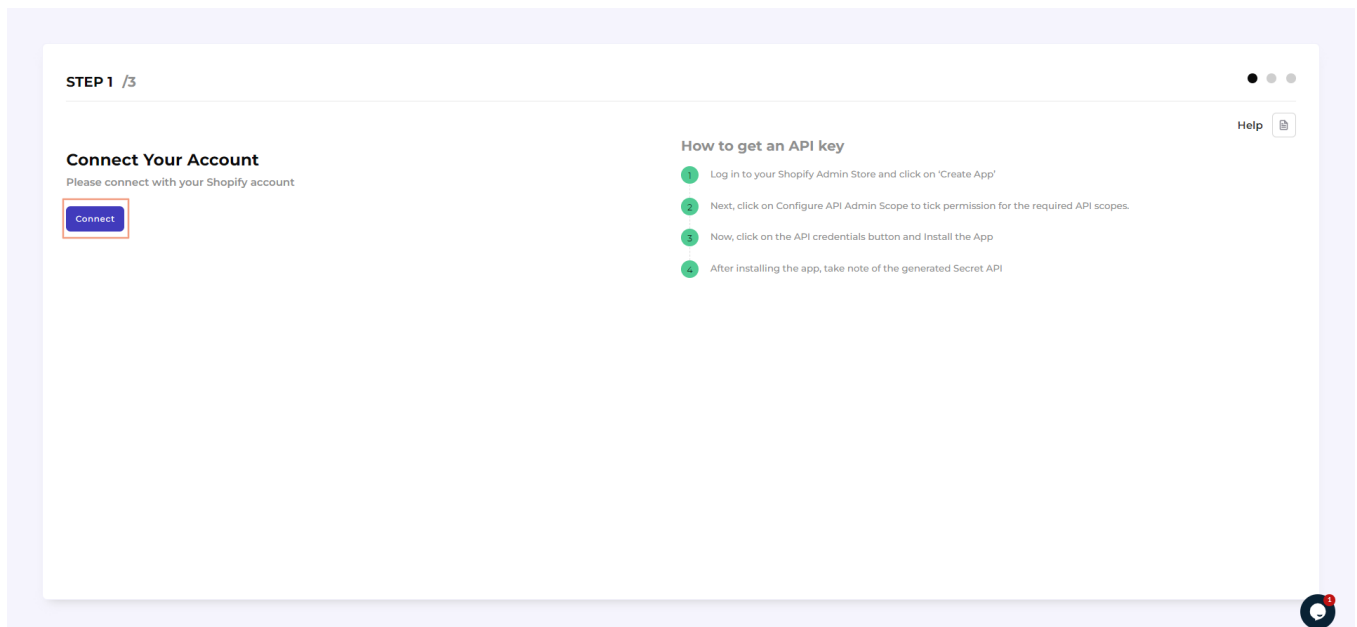 STEP 1 /3
Help
Connect Your Account
Please connect with your Shopify account
Connect
How to get an API key
1 Log in to your Shopify Admin Store and click on ‘Create App’
2 Next, click on Configure API Admin Scope to tick permission for the required API scopes.
3 Now, click on the API credentials button and Install the App
4 After installing the app, take note of the generated Secret API
1